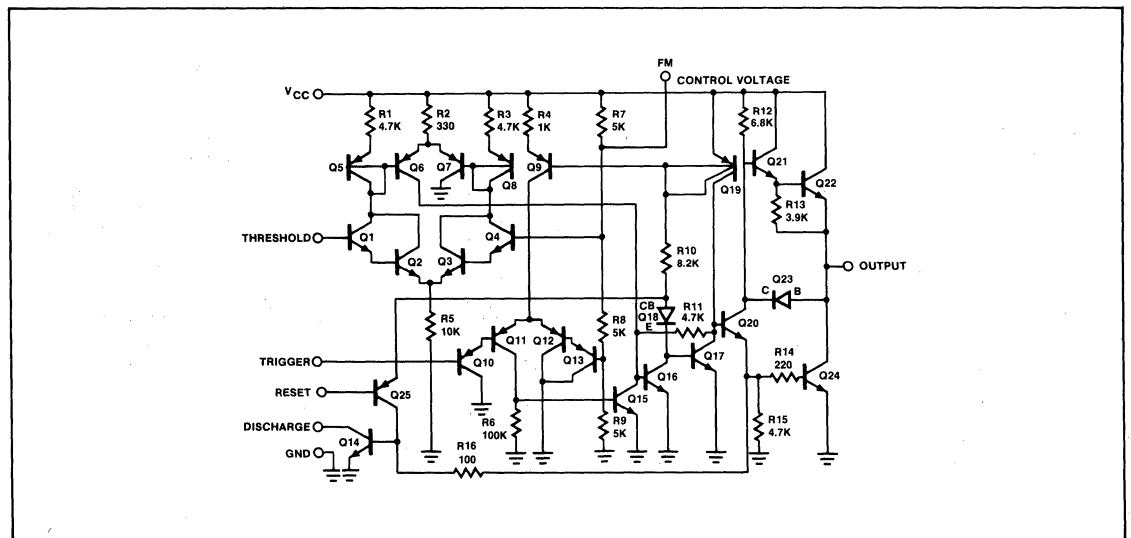 FM
CONTROL VOLTAGE
VCC
R1
4.7K
R2
330
R3
4.7K
R4
1K
R7
5K
R12
6.8K
Q5
Q6
Q7
Q8
Q9
Q19
Q21
Q22
R13
3.9K
THRESHOLD
Q1
Q2
Q3
Q4
R10
8.2K
OUTPUT
Q23
C
B
CB
Q18
E
R11
4.7K
Q20
R5
10K
R8
5K
TRIGGER
Q10
Q11
Q12
Q13
Q16
Q17
R14
220
Q24
RESET
Q25
Q15
R15
4.7K
DISCHARGE
Q14
R6
100K
R9
5K
GND
R16
100